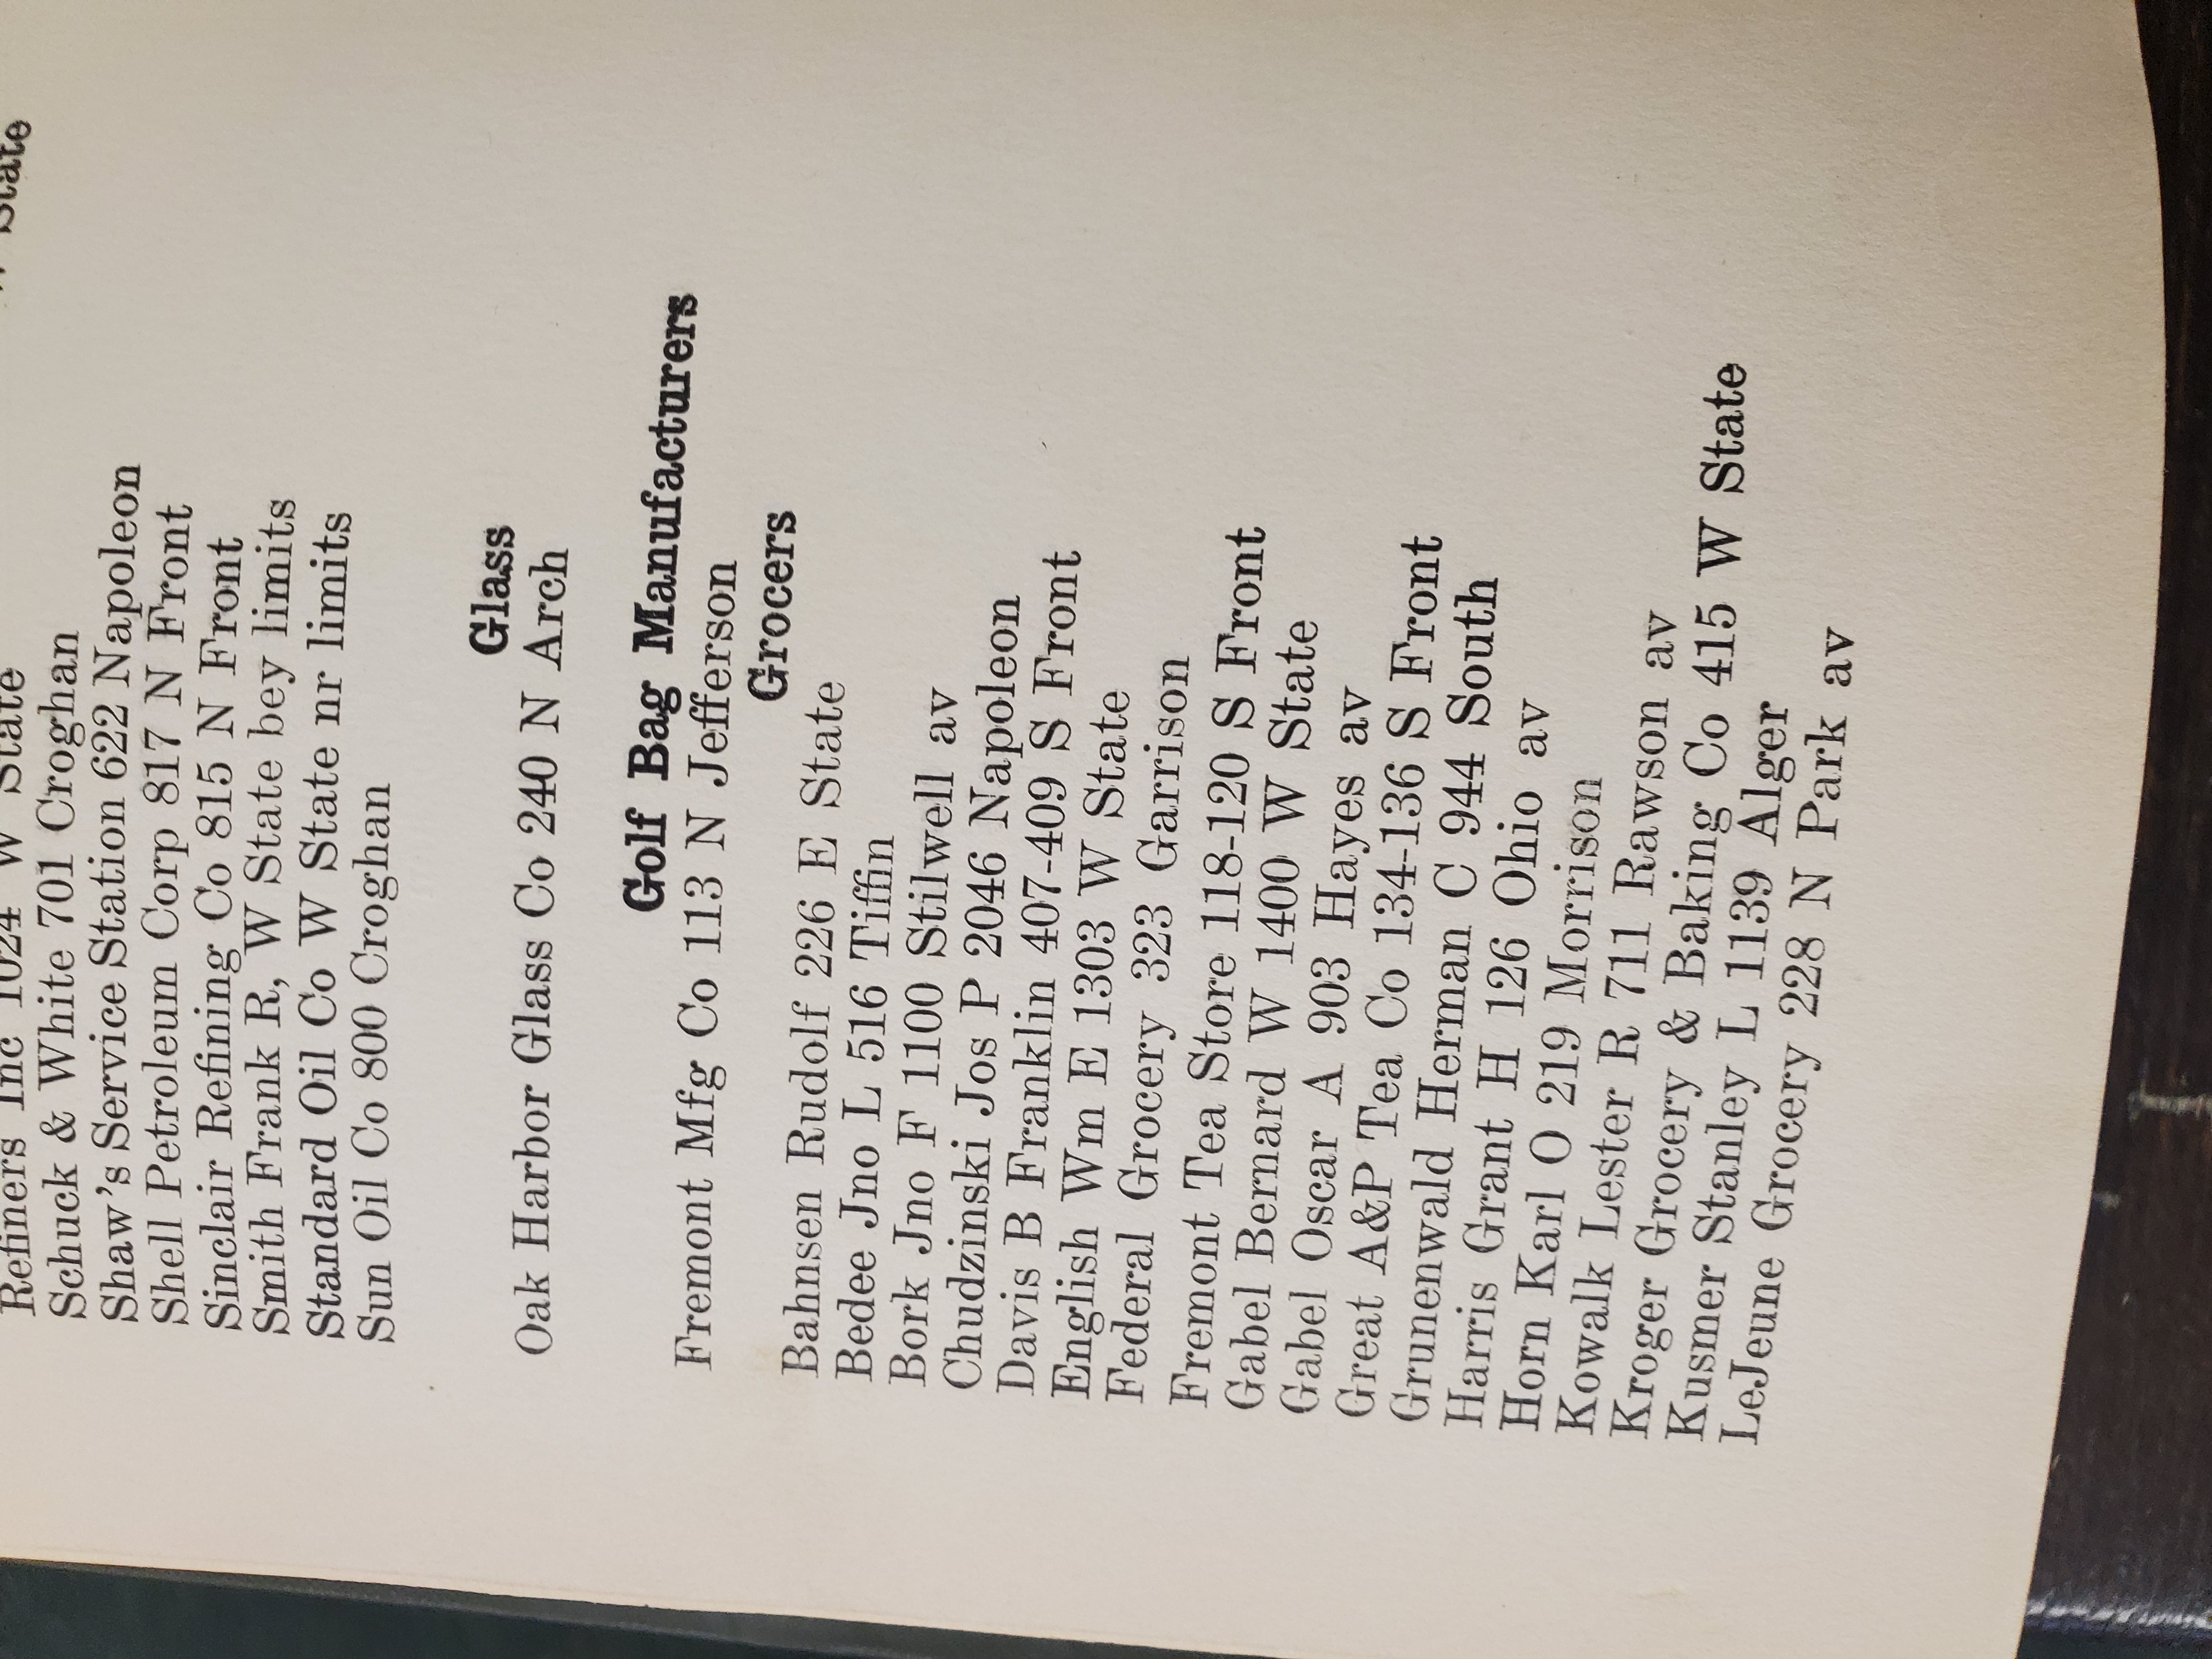 State
Refiners Inc 1024 W State
Schuck & White 701 Croghan
Shaw's Service Station 622 Napoleon
Shell Petroleum Corp 817 N Front
Sinclair Refining Co 815 N Front
Smith Frank R, W State bey limits
Standard Oil Co W State nr limits
Sun Oil Co 800 Croghan
Glass
Oak Harbor Glass Co 240 N Arch
Golf Bag Manufacturers
Fremont Mfg Co 113 N Jefferson
Grocers
Bahnsen Rudolf 226 E State
Bedee Jno L 516 Tiffin
Bork Jno F 1100 Stilwell av
Chudzinski Jos P 2046 Napoleon
Davis B Franklin 407-409 S Front
English Wm E 1303 W State
Federal Grocery 323 Garrison
Fremont Tea Store 118-120 S Front
Gabel Bernard W 1400 W State
Gabel Oscar A 903 Hayes av
Great A&P Tea Co 134-136 S Front
Grunenwald Herman C 944 South
Harris Grant H 126 Ohio av
Horn Karl O 219 Morrison
Kowalk Lester R 711 Rawson av
Kroger Grocery & Baking Co 415 W State
Kusmer Stanley L 1139 Alger
LeJeune Grocery 228 N Park av